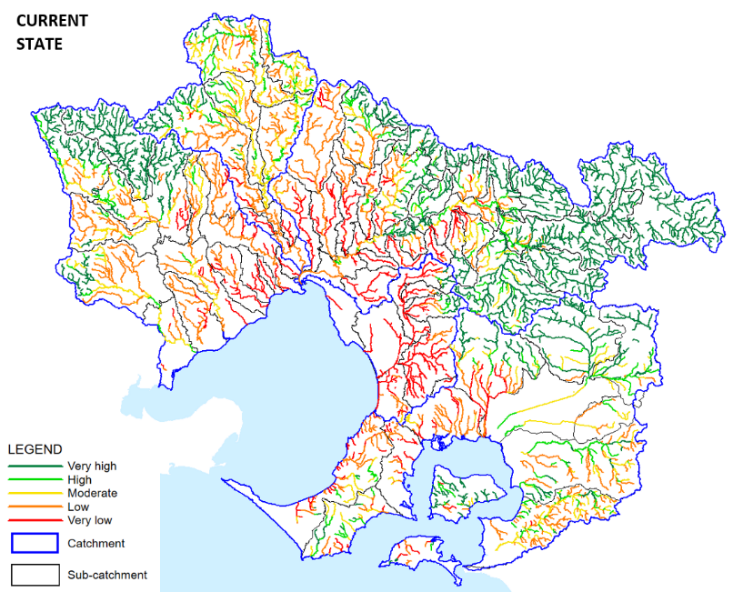 CURRENT
STATE
LEGEND
Very high
High
Moderate
Low
Very low
Catchment
Sub-catchment